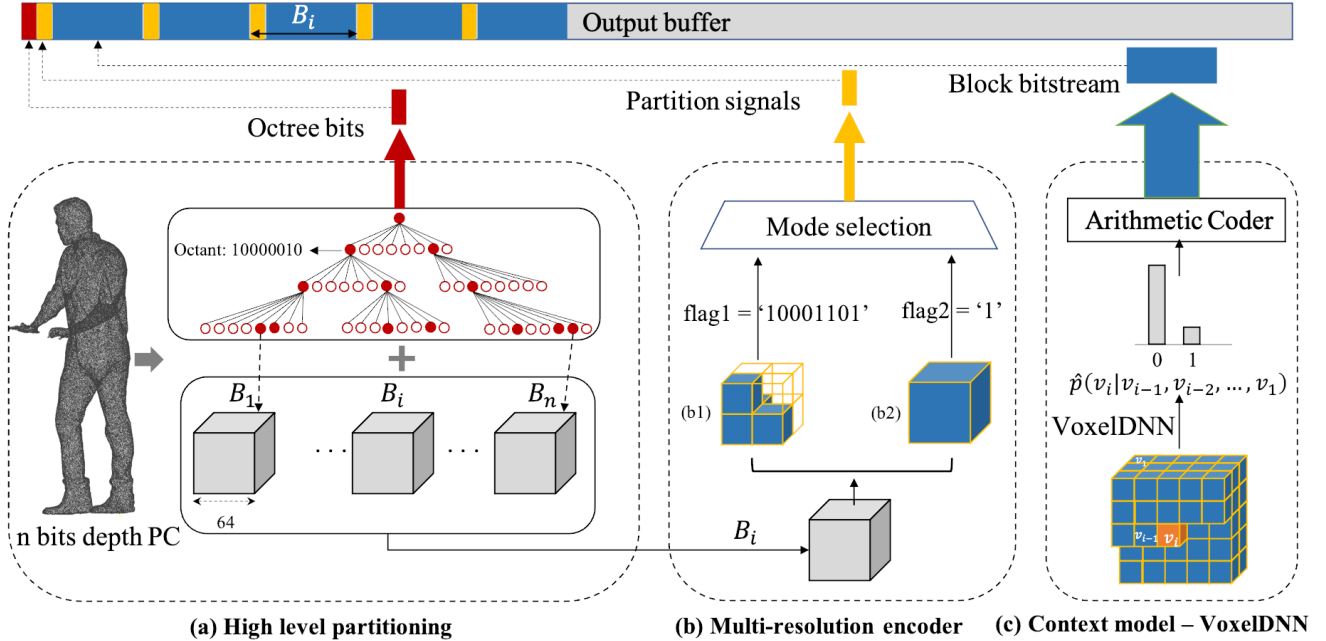 B_i
Output buffer
Octree bits
Partition signals
Block bitstream
Octant: 10000010
+
B_1
B_i
B_n
. . .
. . .
64
n bits depth PC
B_i
(a) High level partitioning
Mode selection
flag1 = ‘10001101’
flag2 = ‘1’
(b1)
(b2)
(b) Multi-resolution encoder
Arithmetic Coder
0 1
p̂(v_i|v_{i-1}, v_{i-2}, ..., v_1)
VoxelDNN
v_1
v_{i-1} v_i
(c) Context model – VoxelDNN